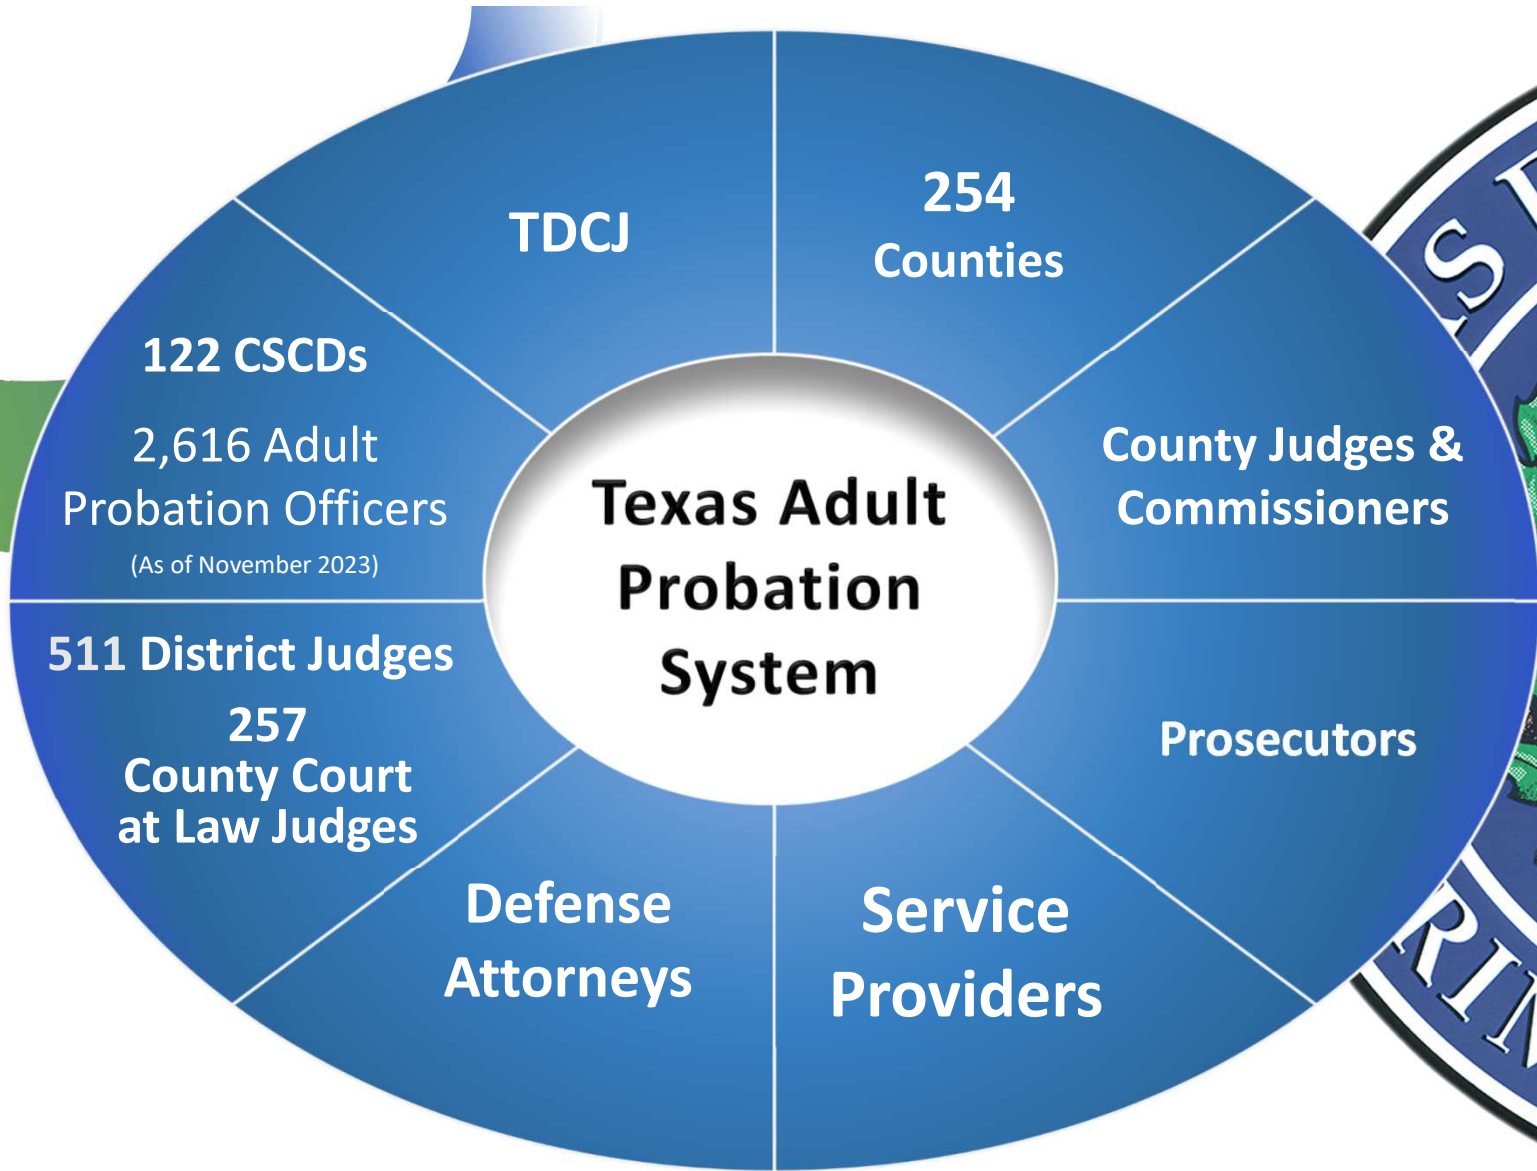 TDCJ
254
Counties
122 CSCDs
2,616 Adult
Probation Officers
(As of November 2023)
County Judges &
Commissioners
Texas Adult
Probation
System
511 District Judges
257
County Court
at Law Judges
Prosecutors
Defense
Attorneys
Service
Providers